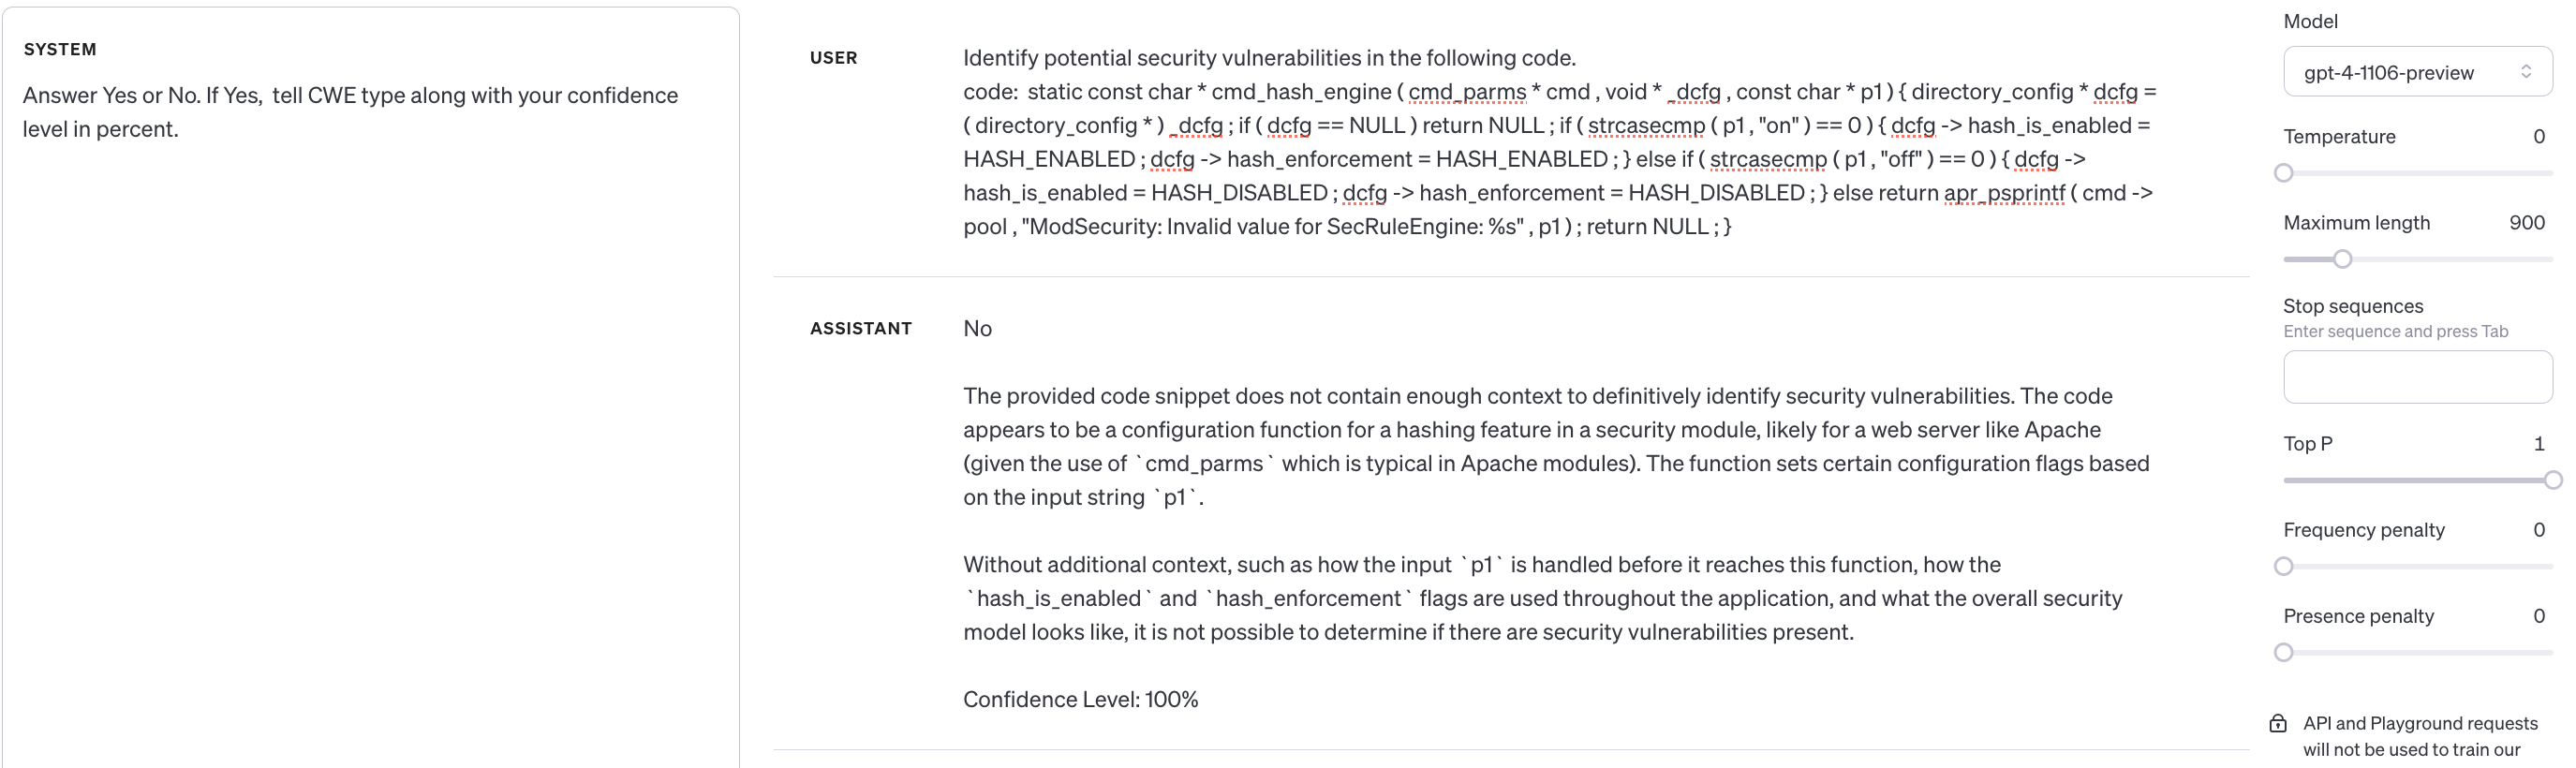 SYSTEM
Answer Yes or No. If Yes,  tell CWE type along with your confidence
level in percent.
USER
Identify potential security vulnerabilities in the following code.
code:  static const char * cmd_hash_engine ( cmd_parms * cmd , void * _dcfg , const char * p1 ) { directory_config * dcfg =
( directory_config * ) _dcfg ; if ( dcfg == NULL ) return NULL ; if ( strcasecmp ( p1 , "on" ) == 0 ) { dcfg -> hash_is_enabled =
HASH_ENABLED ; dcfg -> hash_enforcement = HASH_ENABLED ; } else if ( strcasecmp ( p1 , "off" ) == 0 ) { dcfg ->
hash_is_enabled = HASH_DISABLED ; dcfg -> hash_enforcement = HASH_DISABLED ; } else return apr_psprintf ( cmd ->
pool , "ModSecurity: Invalid value for SecRuleEngine: %s" , p1 ) ; return NULL ; }
ASSISTANT
No
The provided code snippet does not contain enough context to definitively identify security vulnerabilities. The code
appears to be a configuration function for a hashing feature in a security module, likely for a web server like Apache
(given the use of `cmd_parms` which is typical in Apache modules). The function sets certain configuration flags based
on the input string `p1`.
Without additional context, such as how the input `p1` is handled before it reaches this function, how the
`hash_is_enabled` and `hash_enforcement` flags are used throughout the application, and what the overall security
model looks like, it is not possible to determine if there are security vulnerabilities present.
Confidence Level: 100%
Model
gpt-4-1106-preview
Temperature 0
Maximum length 900
Stop sequences
Enter sequence and press Tab
Top P 1
Frequency penalty 0
Presence penalty 0
API and Playground requests
will not be used to train our